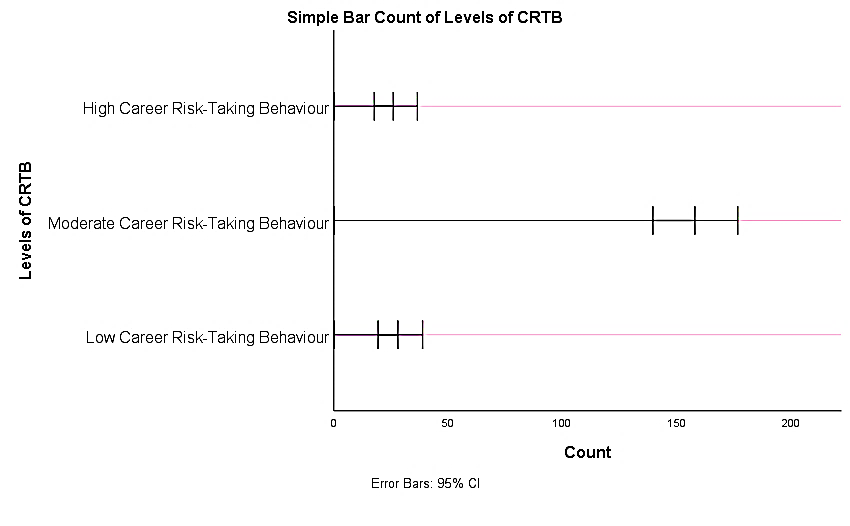 Simple Bar Count of Levels of CRTB
Levels of CRTB
High Career Risk-Taking Behaviour
Moderate Career Risk-Taking Behaviour
Low Career Risk-Taking Behaviour
0 50 100 150 200
Count
Error Bars: 95% CI